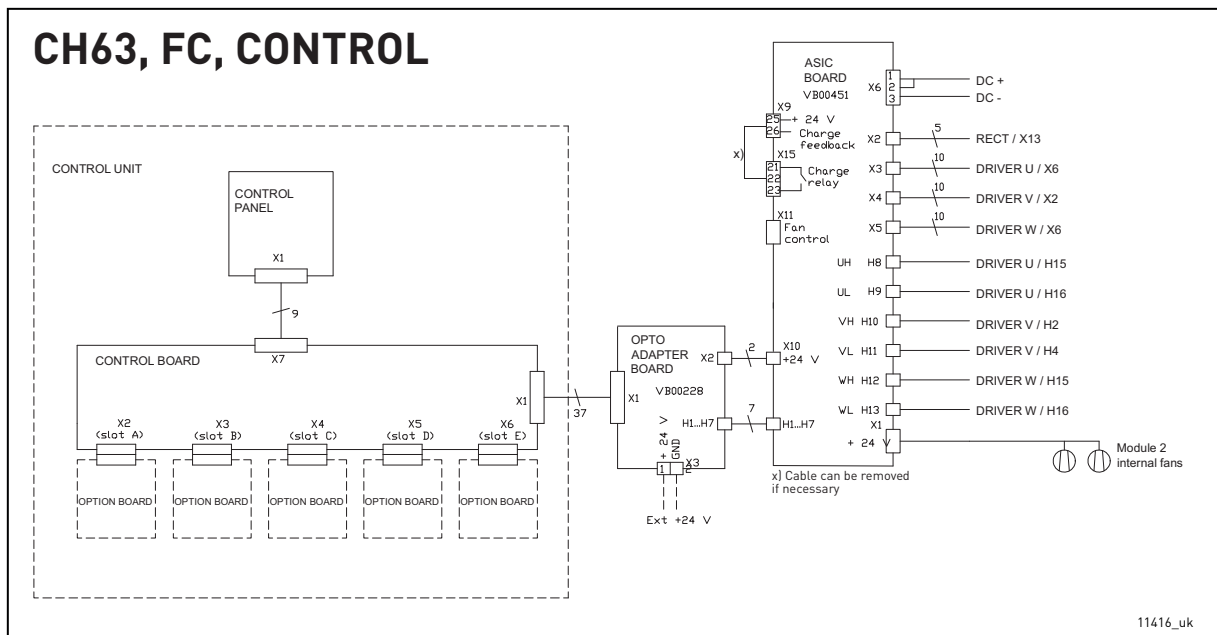 CH63, FC, CONTROL
CONTROL UNIT
CONTROL
PANEL
X1
9
X7
CONTROL BOARD
X1
37
X2
(slot A)
X3
(slot B)
X4
(slot C)
X5
(slot D)
X6
(slot E)
OPTION BOARD
OPTION BOARD
OPTION BOARD
OPTION BOARD
OPTION BOARD
OPTO
ADAPTER
BOARD
VB00228
X1
X2
2
H1...H7
7
+ 24 V
GND
1
2
X3
Ext +24 V
ASIC
BOARD
VB00451
X9
25
+ 24 V
26
Charge
feedback
x)
X15
21
22
23
Charge
relay
X11
Fan
control
X10
+24 V
H1...H7
x) Cable can be removed
if necessary
X6
1
2
3
DC +
DC -
X2
5
RECT / X13
X3
10
DRIVER U / X6
X4
10
DRIVER V / X2
X5
10
DRIVER W / X6
UH H8
DRIVER U / H15
UL H9
DRIVER U / H16
VH H10
DRIVER V / H2
VL H11
DRIVER V / H4
WH H12
DRIVER W / H15
WL H13
DRIVER W / H16
X1
+ 24 V
Module 2
internal fans
11416_uk